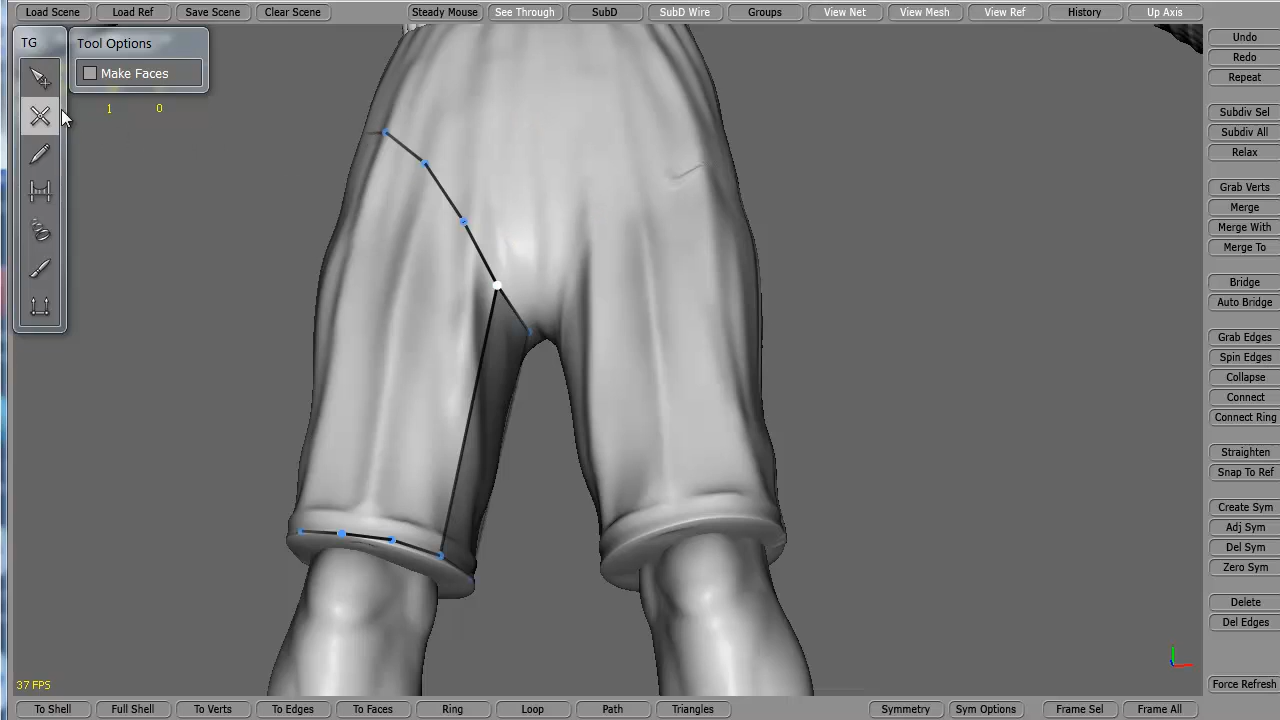 Load Scene Load Ref Save Scene Clear Scene Steady Mouse See Through SubD SubD Wire Groups View Net View Mesh View Ref History Up Axis
TG
Tool Options
Make Faces
1 0
Undo
Redo
Repeat
Subdiv Sel
Subdiv All
Relax
Grab Verts
Merge
Merge With
Merge To
Bridge
Auto Bridge
Grab Edges
Spin Edges
Collapse
Connect
Connect Ring
Straighten
Snap To Ref
Create Sym
Adj Sym
Del Sym
Zero Sym
Delete
Del Edges
Force Refresh
37 FPS
To Shell Full Shell To Verts To Edges To Faces Ring Loop Path Triangles Symmetry Sym Options Frame Sel Frame All